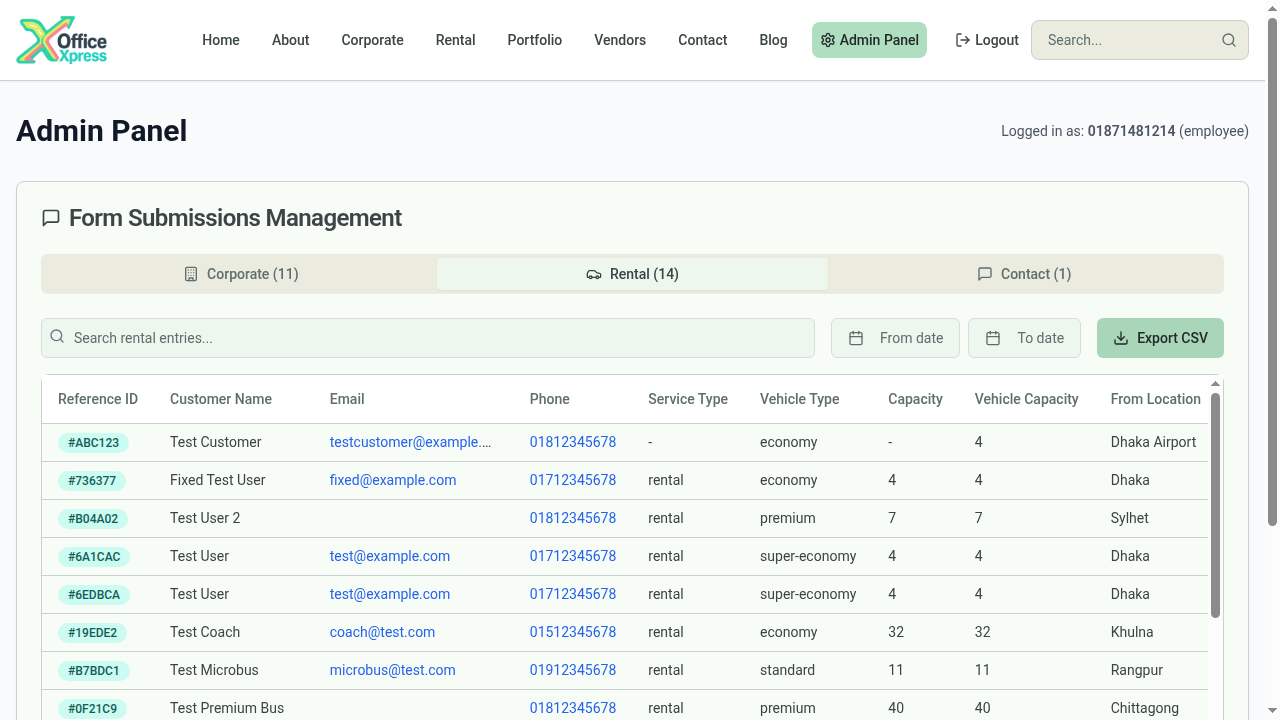 Office
Xpress
Home About Corporate Rental Portfolio Vendors Contact Blog Admin Panel Logout Search...
Admin Panel
Logged in as: 01871481214 (employee)
Form Submissions Management
Corporate (11) Rental (14) Contact (1)
Search rental entries... From date To date Export CSV
Reference ID Customer Name Email Phone Service Type Vehicle Type Capacity Vehicle Capacity From Location
#ABC123 Test Customer testcustomer@example.... 01812345678 - economy - 4 Dhaka Airport
#736377 Fixed Test User fixed@example.com 01712345678 rental economy 4 4 Dhaka
#B04A02 Test User 2 01812345678 rental premium 7 7 Sylhet
#6A1CAC Test User test@example.com 01712345678 rental super-economy 4 4 Dhaka
#6EDBCA Test User test@example.com 01712345678 rental super-economy 4 4 Dhaka
#19EDE2 Test Coach coach@test.com 01512345678 rental economy 32 32 Khulna
#B7BDC1 Test Microbus microbus@test.com 01912345678 rental standard 11 11 Rangpur
#0F21C9 Test Premium Bus 01812345678 rental premium 40 40 Chittagong